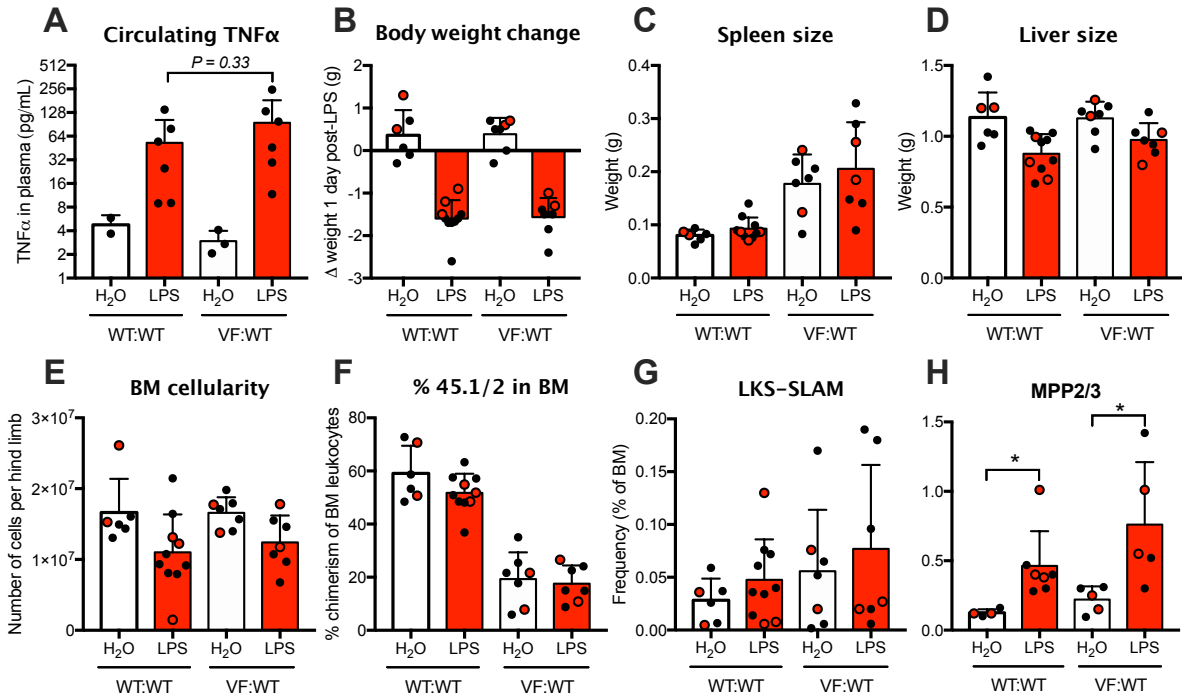 A
Circulating TNFα
TNFα in plasma (pg/mL)
512
256
128
64
32
16
8
4
2
1
P = 0.33
H2O
LPS
H2O
LPS
WT:WT
VF:WT
B
Body weight change
Δ weight 1 day post-LPS (g)
2
1
0
-1
-2
-3
H2O
LPS
H2O
LPS
WT:WT
VF:WT
C
Spleen size
Weight (g)
0.4
0.3
0.2
0.1
0.0
H2O
LPS
H2O
LPS
WT:WT
VF:WT
D
Liver size
Weight (g)
1.5
1.0
0.5
0.0
H2O
LPS
H2O
LPS
WT:WT
VF:WT
E
BM cellularity
Number of cells per hind limb
3×10⁷
2×10⁷
1×10⁷
0
H2O
LPS
H2O
LPS
WT:WT
VF:WT
F
% 45.1/2 in BM
% chimerism of BM leukocytes
80
60
40
20
0
H2O
LPS
H2O
LPS
WT:WT
VF:WT
G
LKS-SLAM
Frequency (% of BM)
0.20
0.15
0.10
0.05
0.00
H2O
LPS
H2O
LPS
WT:WT
VF:WT
H
MPP2/3
1.5
1.0
0.5
0.0
*
*
H2O
LPS
H2O
LPS
WT:WT
VF:WT